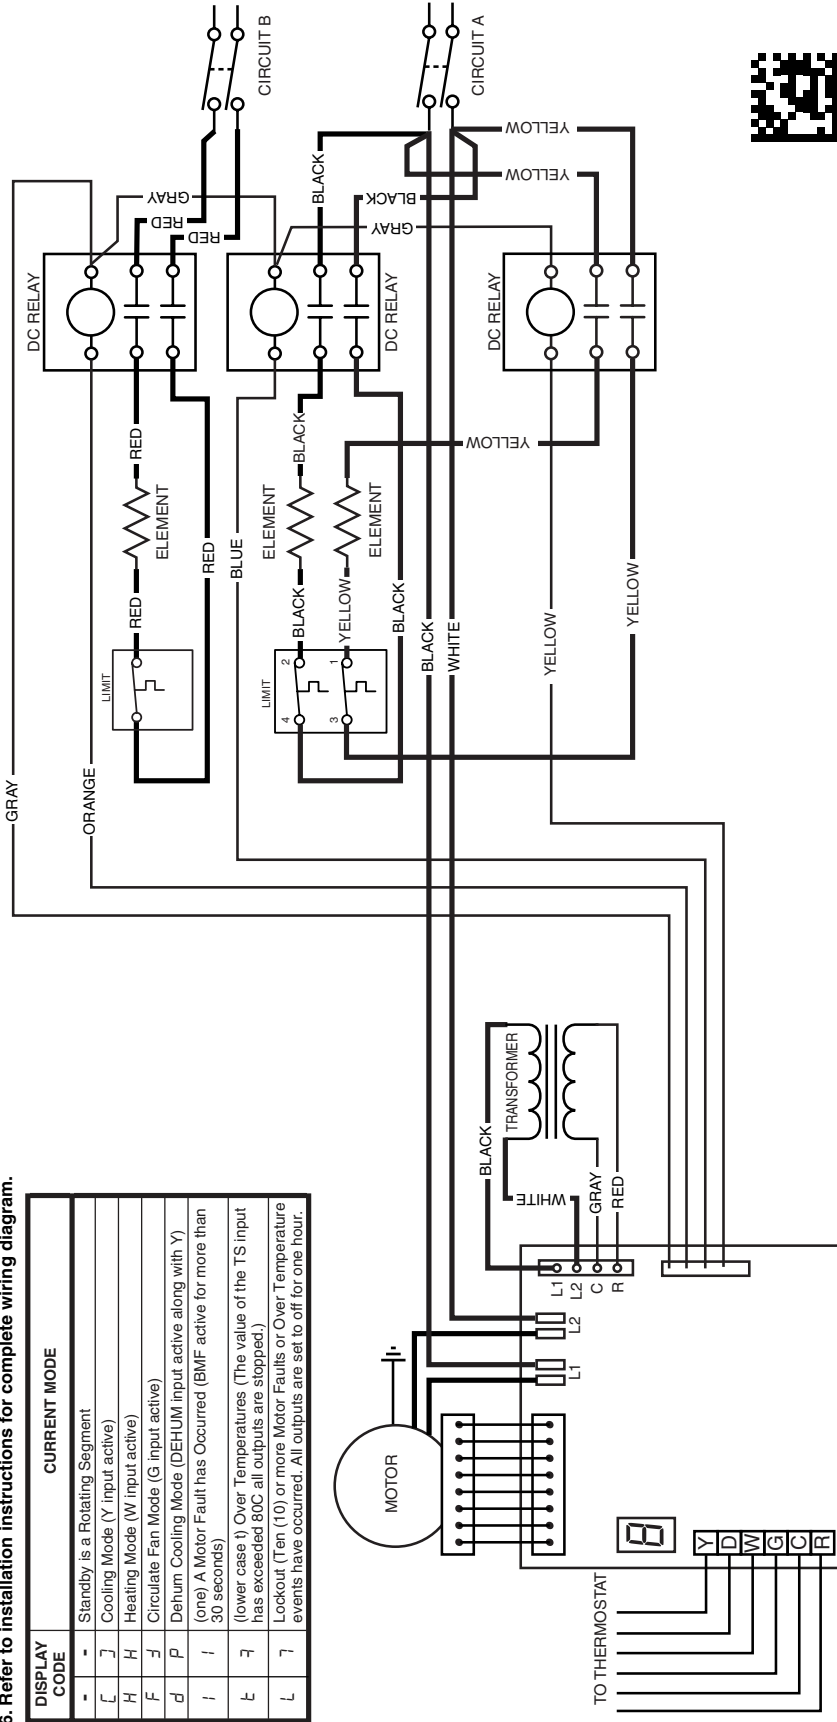 6. Refer to installation instructions for complete wiring diagram.
DISPLAY CODE
CURRENT MODE
- - Standby is a Rotating Segment
C Cooling Mode (Y input active)
H H Heating Mode (W input active)
F Circulate Fan Mode (G input active)
d P Dehum Cooling Mode (DEHUM input active along with Y)
1 1 (one) A Motor Fault has Occurred (BMF active for more than
30 seconds)
t (lower case t) Over Temperatures (The value of the TS input
has exceeded 80C all outputs are stopped.)
L Lockout (Ten (10) or more Motor Faults or Over Temperature
events have occurred. All outputs are set to off for one hour.
GRAY
ORANGE
DC RELAY
GRAY
RED
RED
CIRCUIT B
LIMIT
RED
ELEMENT
RED
RED
BLUE
DC RELAY
BLACK
BLACK
GRAY
CIRCUIT A
LIMIT
2
4
1
3
BLACK
ELEMENT
BLACK
YELLOW
ELEMENT
BLACK
BLACK
WHITE
YELLOW
DC RELAY
YELLOW
YELLOW
YELLOW
YELLOW
MOTOR
BLACK
TRANSFORMER
WHITE
GRAY
RED
L1
L2
C
R
L2
L1
8
TO THERMOSTAT
Y
D
W
G
C
R